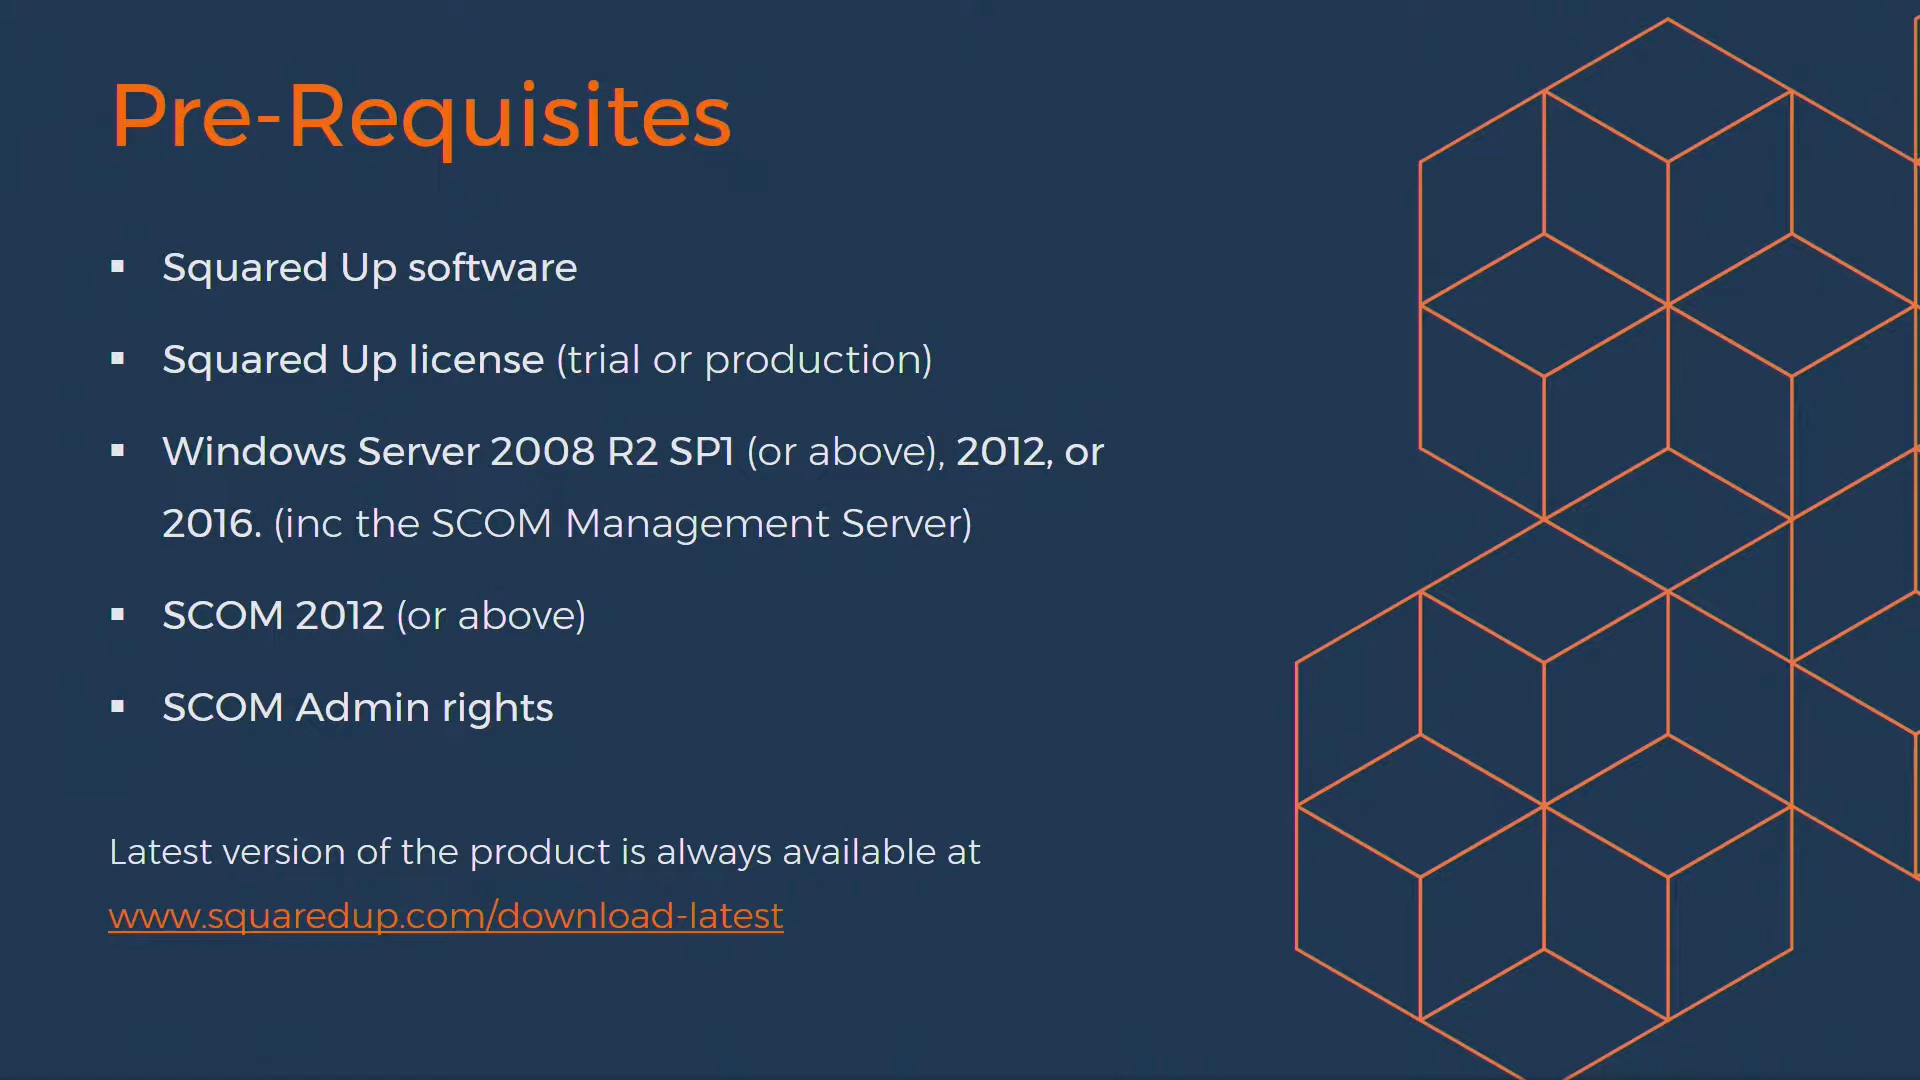 Pre-Requisites
▪ Squared Up software
▪ Squared Up license (trial or production)
▪ Windows Server 2008 R2 SP1 (or above), 2012, or
2016. (inc the SCOM Management Server)
▪ SCOM 2012 (or above)
▪ SCOM Admin rights
Latest version of the product is always available at
www.squaredup.com/download-latest